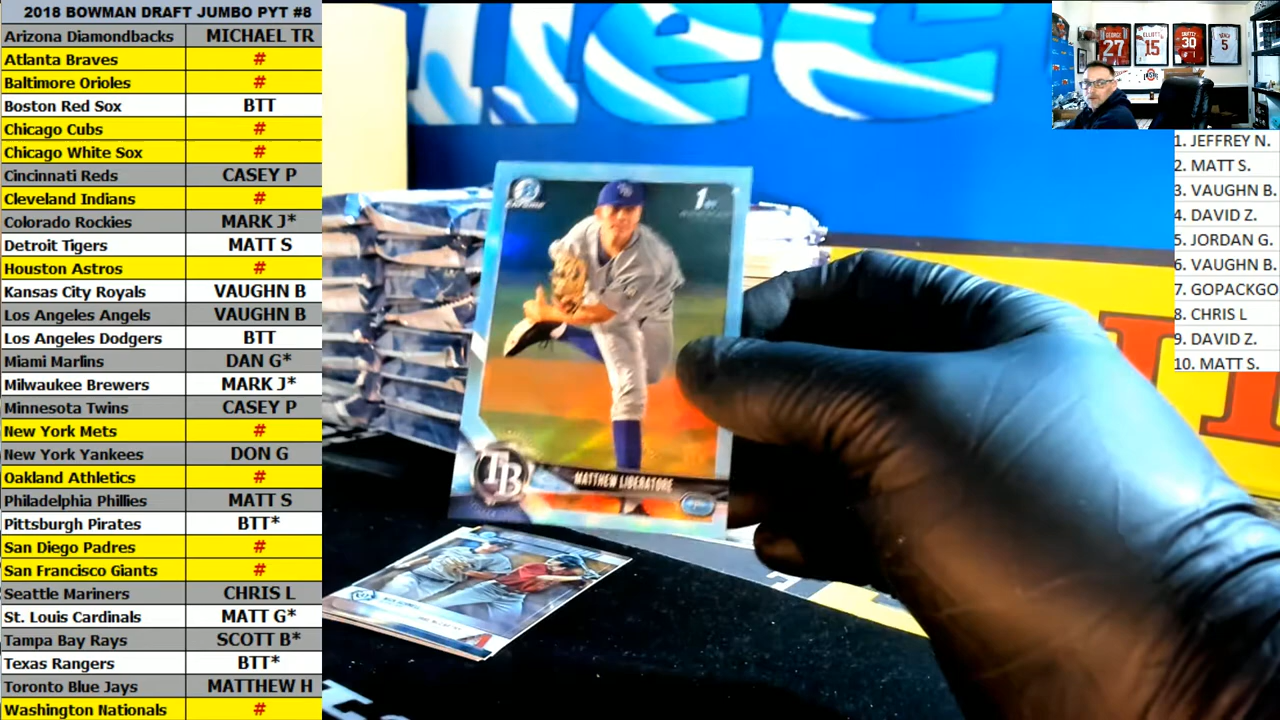 2018 BOWMAN DRAFT JUMBO PYT #8
Arizona Diamondbacks MICHAEL TR
Atlanta Braves #
Baltimore Orioles #
Boston Red Sox BTT
Chicago Cubs #
Chicago White Sox #
Cincinnati Reds CASEY P
Cleveland Indians #
Colorado Rockies MARK J*
Detroit Tigers MATT S
Houston Astros #
Kansas City Royals VAUGHN B
Los Angeles Angels VAUGHN B
Los Angeles Dodgers BTT
Miami Marlins DAN G*
Milwaukee Brewers MARK J*
Minnesota Twins CASEY P
New York Mets #
New York Yankees DON G
Oakland Athletics #
Philadelphia Phillies MATT S
Pittsburgh Pirates BTT*
San Diego Padres #
San Francisco Giants #
Seattle Mariners CHRIS L
St. Louis Cardinals MATT G*
Tampa Bay Rays SCOTT B*
Texas Rangers BTT*
Toronto Blue Jays MATTHEW H
Washington Nationals #
CHROME
1st
TB
TB
MATTHEW LIBERATORE
GEORGE
27
ELLIOTT
15
30
5
1. JEFFREY N.
2. MATT S.
3. VAUGHN B.
4. DAVID Z.
5. JORDAN G.
6. VAUGHN B.
7. GOPACKGO
8. CHRIS L
9. DAVID Z.
10. MATT S.